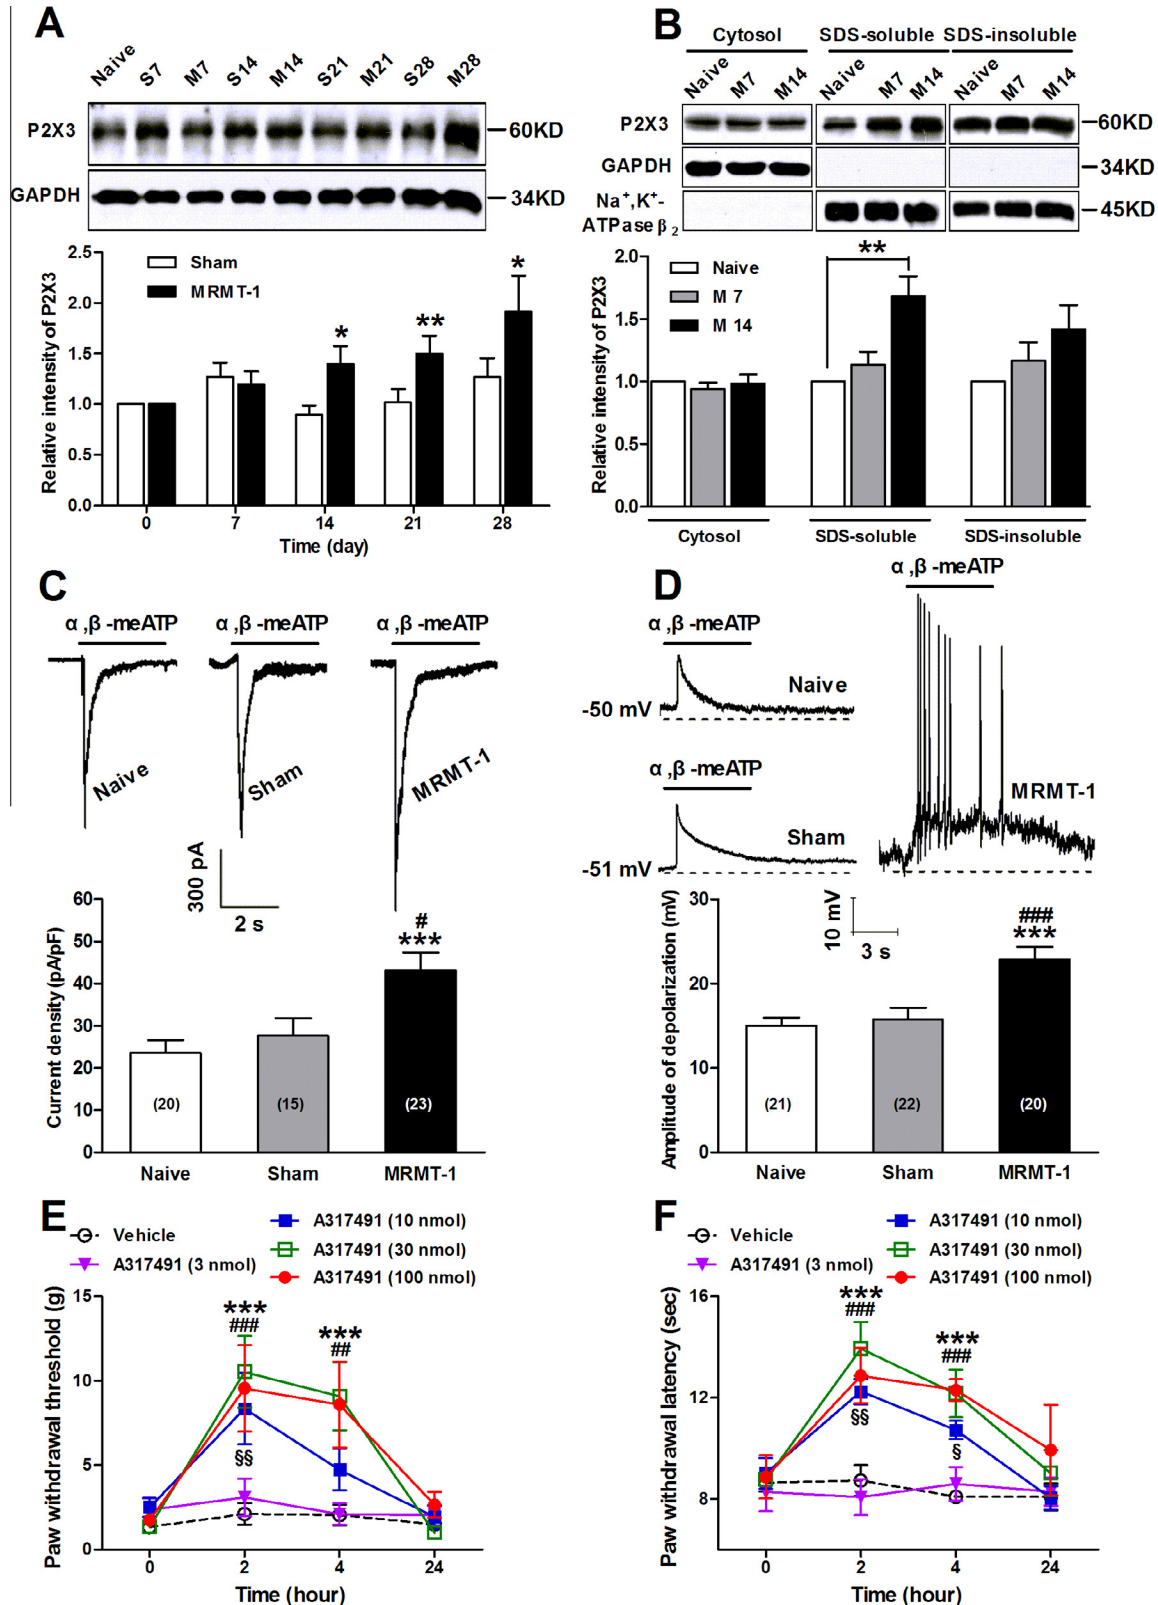 A
Naive S7 M7 S14 M14 S21 M21 S28 M28
P2X3
60KD
GAPDH
34KD
2.5
2.0
1.5
1.0
0.5
0.0
Relative intensity of P2X3
Sham
MRMT-1
*
**
*
0 7 14 21 28
Time (day)
B
Cytosol SDS-soluble SDS-insoluble
Naive M7 M14 Naive M7 M14 Naive M7 M14
P2X3
60KD
GAPDH
34KD
Na⁺,K⁺-
ATPase β₂
45KD
2.0
1.5
1.0
0.5
0.0
Relative intensity of P2X3
Naive
M 7
M 14
**
Cytosol SDS-soluble SDS-insoluble
C
α ,β -meATP α ,β -meATP α ,β -meATP
Naive
Sham
MRMT-1
300 pA
2 s
60
50
40
30
20
10
0
Current density (pA/pF)
#
***
(20) (15) (23)
Naive Sham MRMT-1
D
α ,β -meATP
α ,β -meATP
Naive
-50 mV
α ,β -meATP
Sham
-51 mV
MRMT-1
10 mV
3 s
30
20
10
0
Amplitude of depolarization (mV)
###
***
(21) (22) (20)
Naive Sham MRMT-1
E
Vehicle
A317491 (3 nmol)
A317491 (10 nmol)
A317491 (30 nmol)
A317491 (100 nmol)
15
10
5
0
Paw withdrawal threshold (g)
***
###
***
##
§§
0 2 4 24
Time (hour)
F
Vehicle
A317491 (3 nmol)
A317491 (10 nmol)
A317491 (30 nmol)
A317491 (100 nmol)
16
12
8
Paw withdrawal latency (sec)
***
###
***
###
§§
§
0 2 4 24
Time (hour)